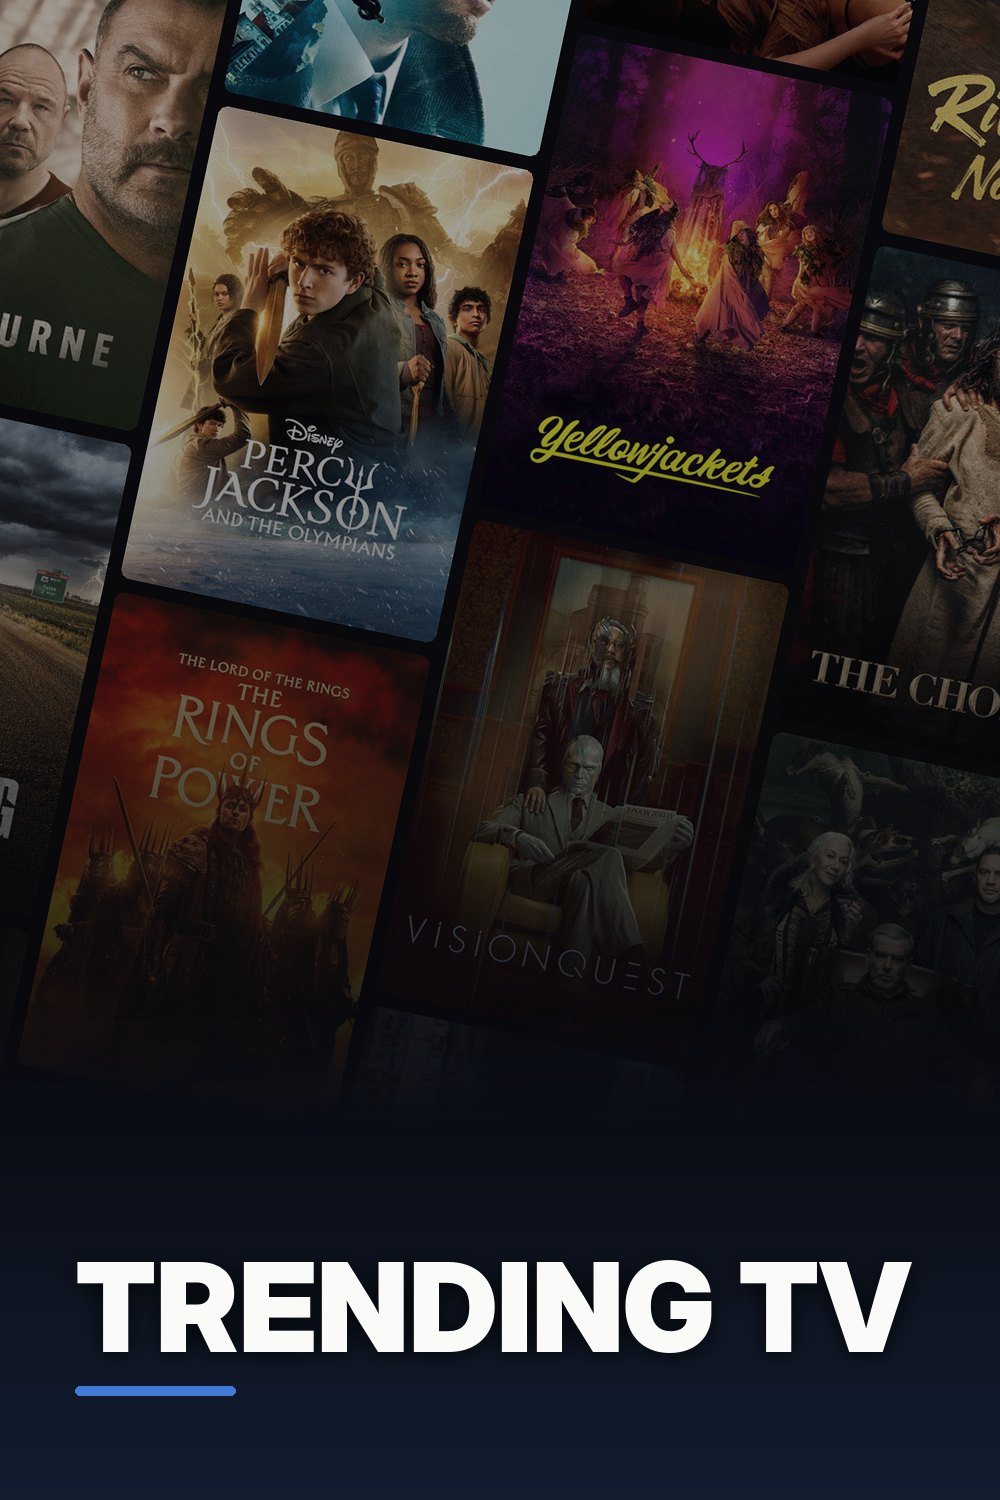 URNE
DISNEY
PERCY
JACKSON
AND THE OLYMPIANS
Yellowjackets
THE CHO
THE LORD OF THE RINGS
THE
RINGS
OF
POWER
VISIONQUEST
G
TRENDING TV